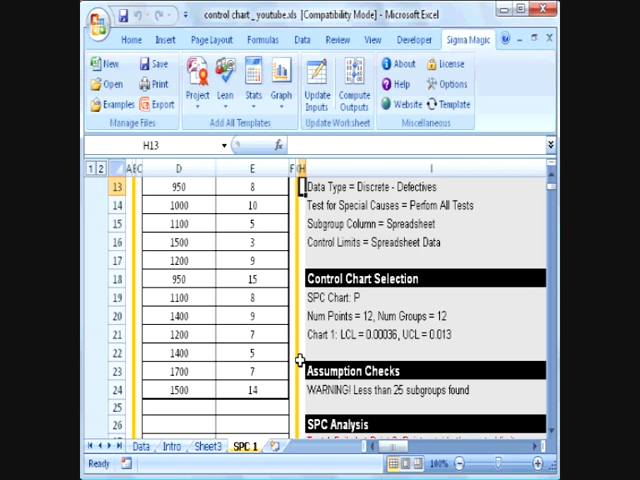 control chart _ youtube.xls [Compatibility Mode] - Microsoft Excel
Home Insert Page Layout Formulas Data Review View Developer Sigma Magic
New Save
Open Print
Examples Export
Project Lean Stats Graph
Update Inputs Compute Outputs
About License
Help Options
Website Template
Manage Files Add All Templates Update Worksheet Miscellaneous
H13 fx
1 2 A B C D E F G H I
13 950 8 Data Type = Discrete - Defectives
14 1000 10 Test for Special Causes = Perfom All Tests
15 1100 5 Subgroup Column = Spreadsheet
16 1500 3 Control Limits = Spreadsheet Data
17 1200 9
18 950 15 Control Chart Selection
19 1100 8 SPC Chart: P
20 1400 9 Num Points = 12, Num Groups = 12
21 1200 7 Chart 1: LCL = 0.00036, UCL = 0.013
22 1400 5
23 1700 7 Assumption Checks
24 1500 14 WARNING! Less than 25 subgroups found
25
26 SPC Analysis
Data Intro Sheet3 SPC 1
Ready 100%